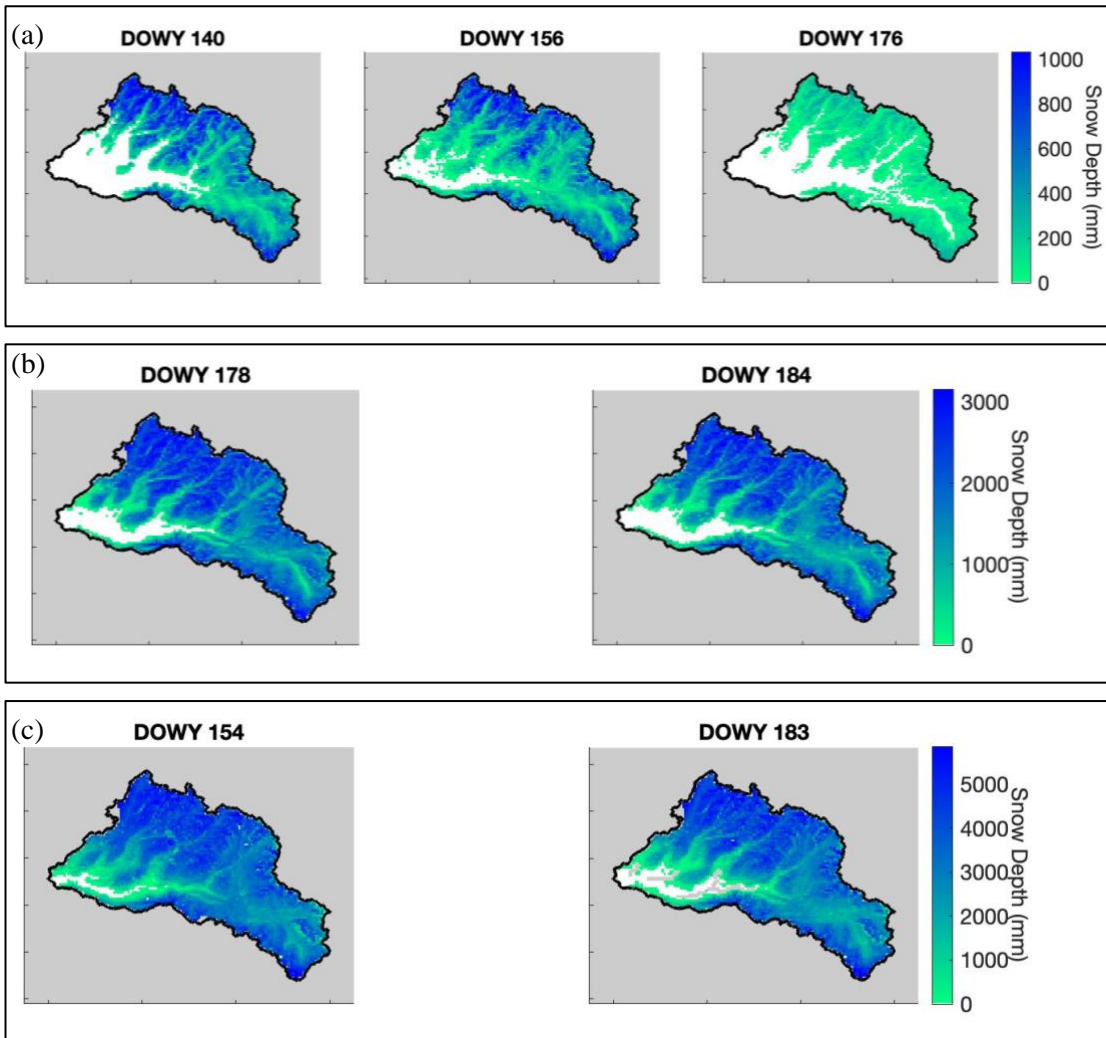 (a)
DOWY 140
DOWY 156
DOWY 176
1000
800
600
400
200
0
Snow Depth (mm)
(b)
DOWY 178
DOWY 184
3000
2000
1000
0
Snow Depth (mm)
(c)
DOWY 154
DOWY 183
5000
4000
3000
2000
1000
0
Snow Depth (mm)